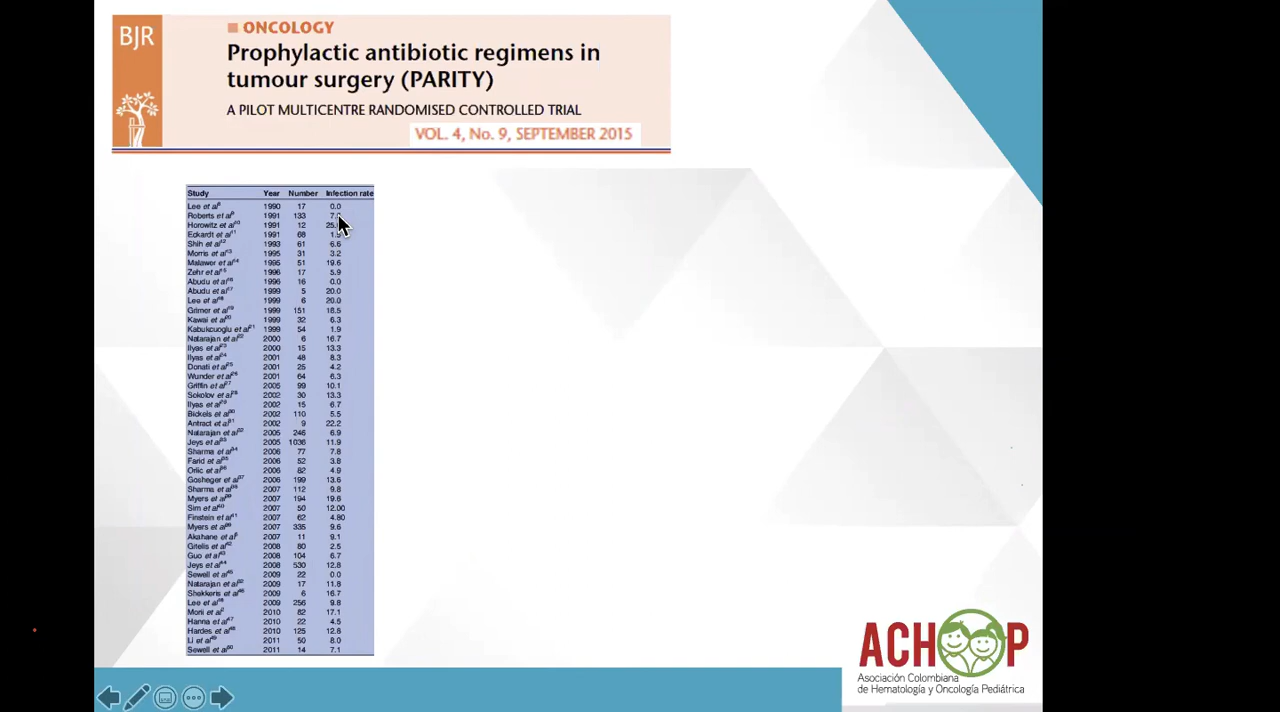 BJR
■ ONCOLOGY
Prophylactic antibiotic regimens in
tumour surgery (PARITY)
A PILOT MULTICENTRE RANDOMISED CONTROLLED TRIAL
VOL. 4, No. 9, SEPTEMBER 2015
Study Year Number Infection rate
Lee et al 1990 17 0.0
Roberts et al 1991 133
Horowitz et al 1991 12
Eckardt et al 1991 68
Shih et al 1993 61 6.6
Morris et al 1995 31 3.2
Malawer et al 1995 51 19.6
Zehr et al 1996 17 5.9
Abudu et al 1996 16 0.0
Abudu et al 1999 5 20.0
Lee et al 1999 6 20.0
Grimer et al 1999 151 18.5
Kawai et al 1999 32 6.3
Kabukcuoglu et al 1999 54 1.9
Natarajan et al 2000 6 16.7
Ilyas et al 2000 15 13.3
Ilyas et al 2001 48 8.3
Donati et al 2001 25 4.2
Wunder et al 2001 64 6.3
Griffin et al 2005 99 10.1
Sokolov et al 2002 30 13.3
Ilyas et al 2002 15 6.7
Bickels et al 2002 110 5.5
Antract et al 2002 9 22.2
Natarajan et al 2005 246 6.9
Jeys et al 2005 1036 11.9
Sharma et al 2006 77 7.8
Farid et al 2006 52 3.8
Orlic et al 2006 82 4.9
Gosheger et al 2006 199 13.6
Sharma et al 2007 112 9.8
Myers et al 2007 194 19.6
Sim et al 2007 50 12.00
Finstein et al 2007 62 4.80
Myers et al 2007 335 9.6
Akahane et al 2007 11 9.1
Gitelis et al 2008 80 2.5
Guo et al 2008 104 6.7
Jeys et al 2008 530 12.8
Sewell et al 2009 22 0.0
Natarajan et al 2009 17 11.8
Shekkeris et al 2009 6 16.7
Lee et al 2009 256 9.8
Morii et al 2010 82 17.1
Hanna et al 2010 22 4.5
Hardes et al 2010 125 12.8
Li et al 2011 50 8.0
Sewell et al 2011 14 7.1
ACHOP
Asociación Colombiana
de Hematología y Oncología Pediátrica